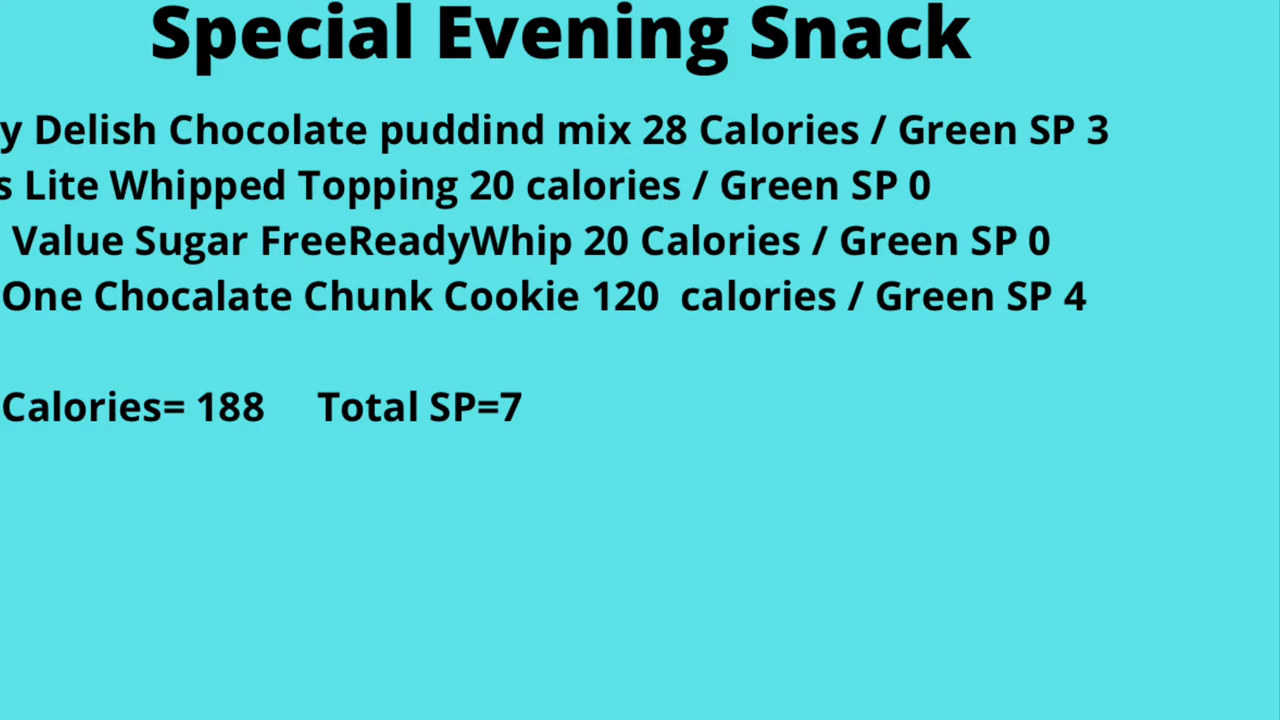 Special Evening Snack
y Delish Chocolate puddind mix 28 Calories / Green SP 3
s Lite Whipped Topping 20 calories / Green SP 0
Value Sugar FreeReadyWhip 20 Calories / Green SP 0
One Chocalate Chunk Cookie 120 calories / Green SP 4
Calories= 188 Total SP=7